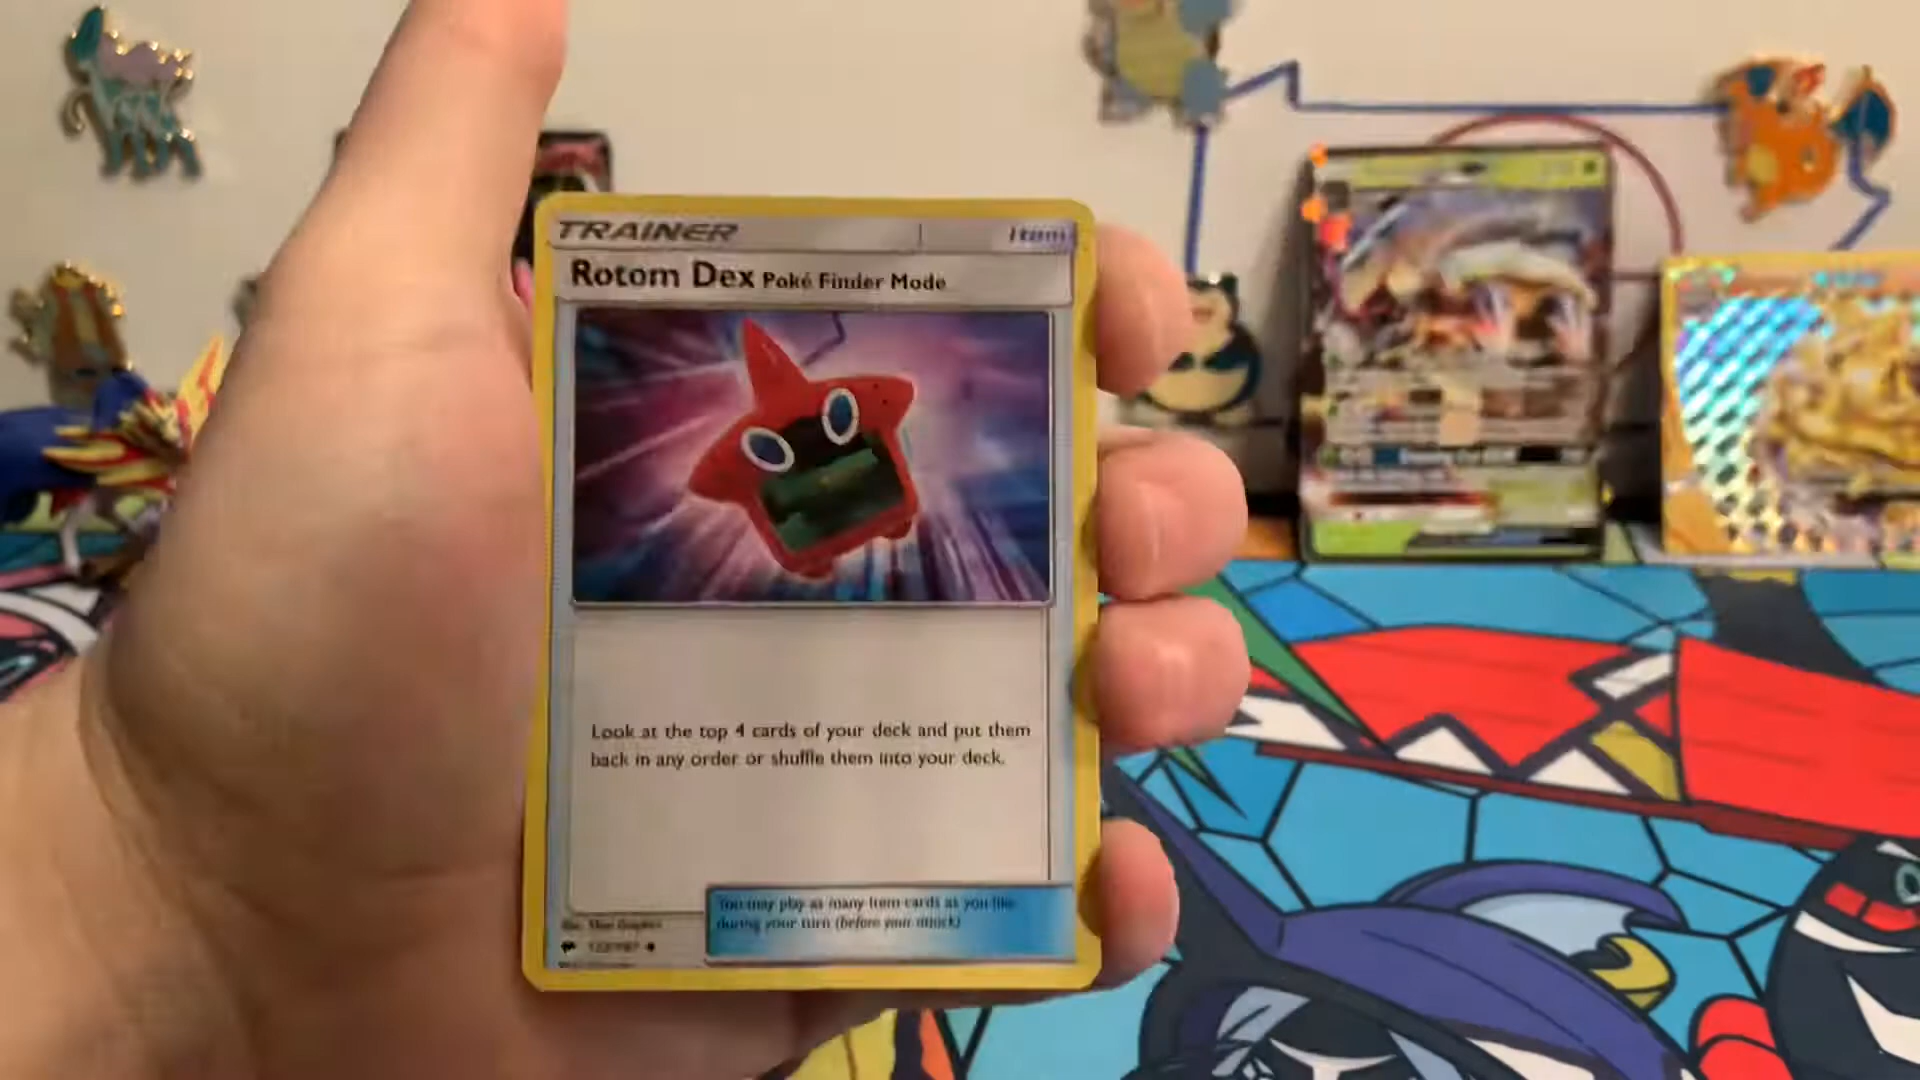 TRAINER
Item
Rotom Dex Poké Finder Mode
Look at the top 4 cards of your deck and put them
back in any order or shuffle them into your deck.
You may play as many Item cards as you like
during your turn (before your attack)